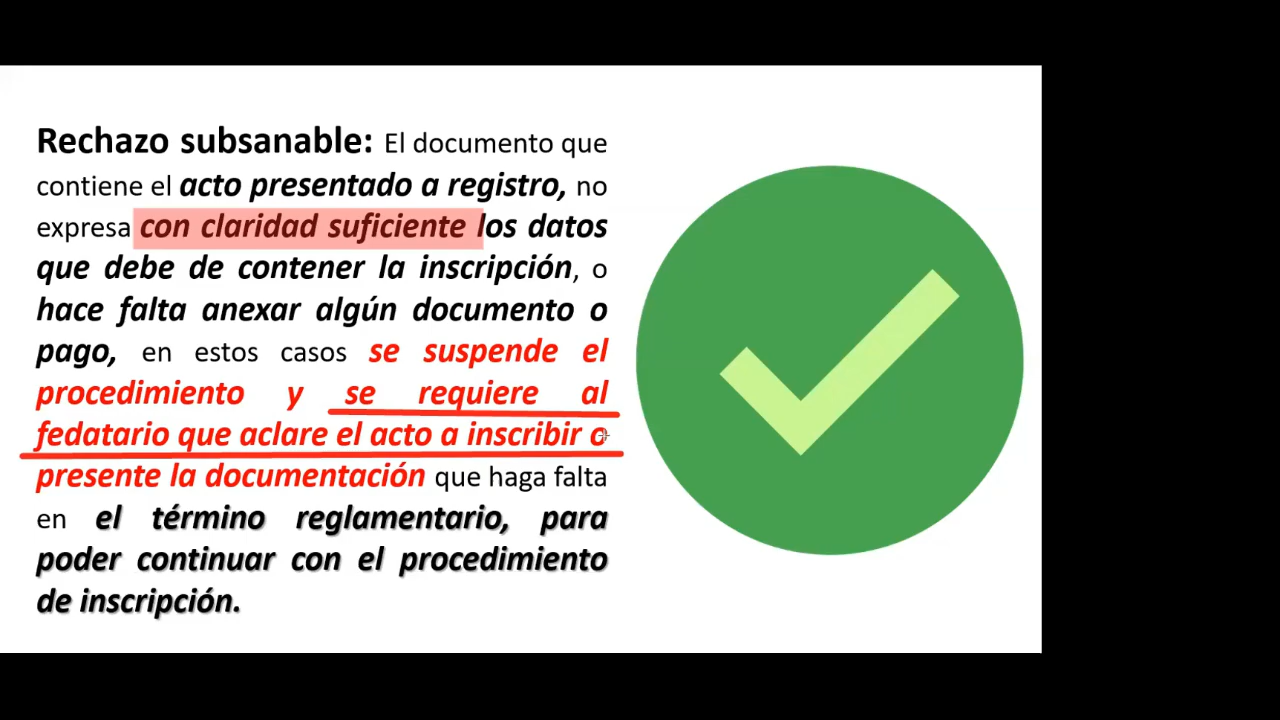 Rechazo subsanable: El documento que
contiene el acto presentado a registro, no
expresa con claridad suficiente los datos
que debe de contener la inscripción, o
hace falta anexar algún documento o
pago, en estos casos se suspende el
procedimiento y se requiere al
fedatario que aclare el acto a inscribir o
presente la documentación que haga falta
en el término reglamentario, para
poder continuar con el procedimiento
de inscripción.